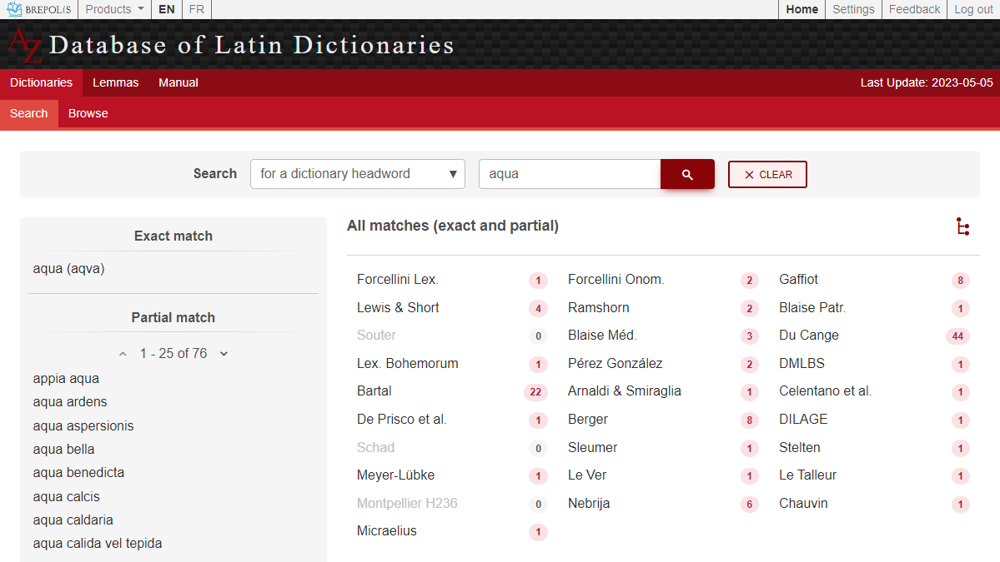 BREPOLiS Products EN FR Home Settings Feedback Log out
AZ Database of Latin Dictionaries
Dictionaries Lemmas Manual Last Update: 2023-05-05
Search Browse
Search for a dictionary headword ▼ aqua CLEAR
Exact match
aqua (aqva)
Partial match
1 - 25 of 76
appia aqua
aqua ardens
aqua aspersionis
aqua bella
aqua benedicta
aqua calcis
aqua caldaria
aqua calida vel tepida
All matches (exact and partial)
Forcellini Lex. 1 Forcellini Onom. 2 Gaffiot 8
Lewis & Short 4 Ramshorn 2 Blaise Patr. 1
Souter 0 Blaise Méd. 3 Du Cange 44
Lex. Bohemorum 1 Pérez González 2 DMLBS 1
Bartal 22 Arnaldi & Smiraglia 1 Celentano et al. 1
De Prisco et al. 1 Berger 8 DILAGE 1
Schad 0 Sleumer 1 Stelten 1
Meyer-Lübke 1 Le Ver 1 Le Talleur 1
Montpellier H236 0 Nebrija 6 Chauvin 1
Micraelius 1